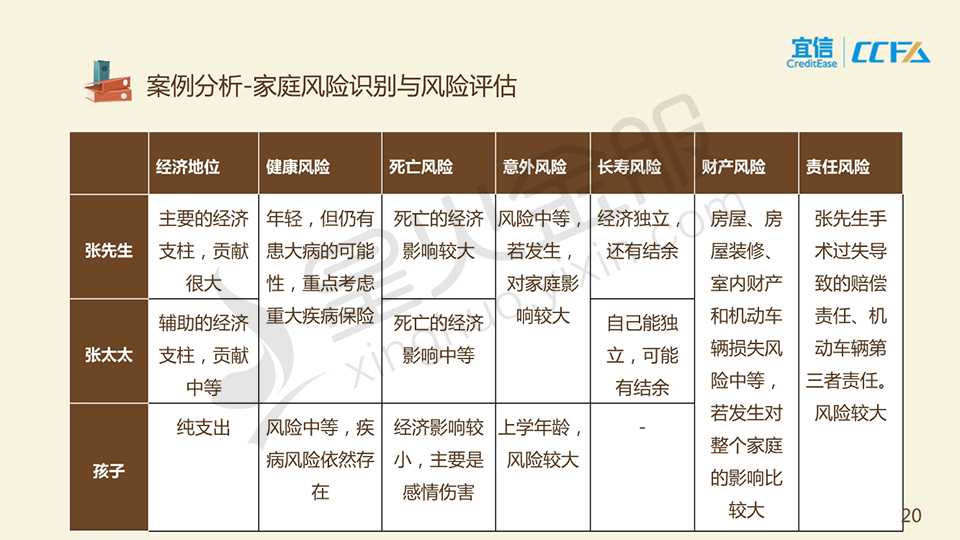 宜信
CreditEase
CCFA
案例分析-家庭风险识别与风险评估
经济地位
健康风险
死亡风险
意外风险
长寿风险
财产风险
责任风险
张先生
主要的经济
支柱，贡献
很大
年轻，但仍有
患大病的可能
性，重点考虑
重大疾病保险
死亡的经济
影响较大
风险中等，
若发生，
对家庭影
响较大
经济独立，
还有结余
房屋、房
屋装修、
室内财产
和机动车
辆损失风
险中等，
若发生对
整个家庭
的影响比
较大
张先生手
术过失导
致的赔偿
责任、机
动车辆第
三者责任。
风险较大
张太太
辅助的经济
支柱，贡献
中等
死亡的经济
影响中等
自己能独
立，可能
有结余
孩子
纯支出
风险中等，疾
病风险依然存
在
经济影响较
小，主要是
感情伤害
上学年龄，
风险较大
-
星火金服
xinghuo.yixin.com
20